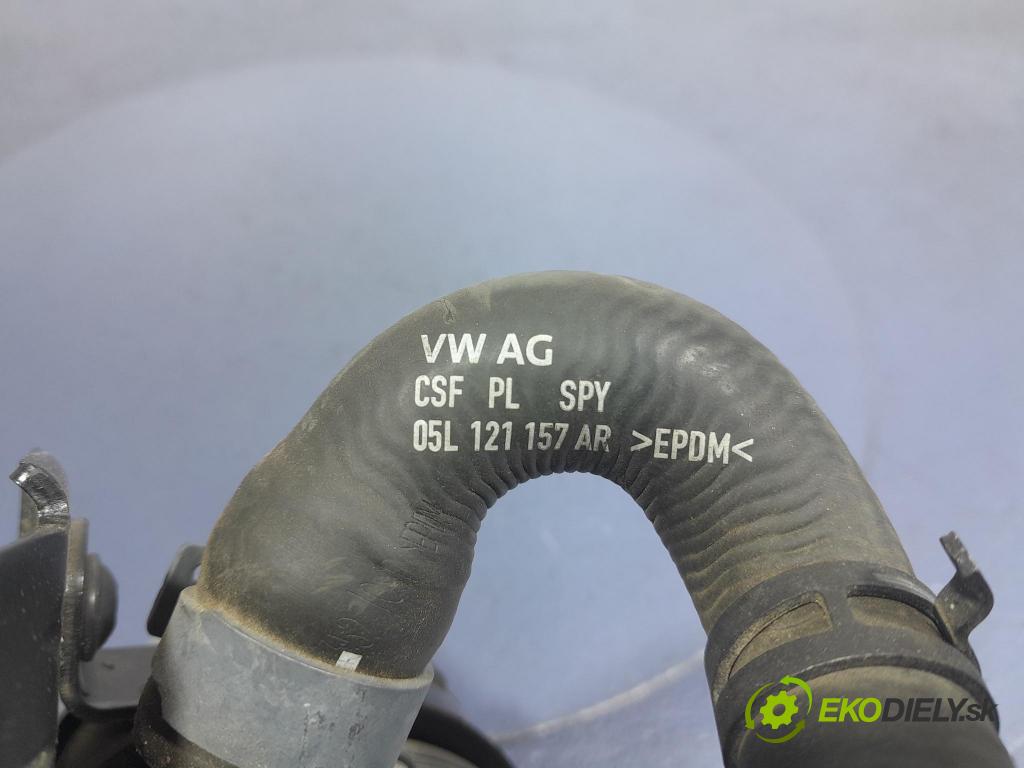 VW AG
CSF PL SPY
05L 121 157 AR >EPDM<
EKODIELY.sk